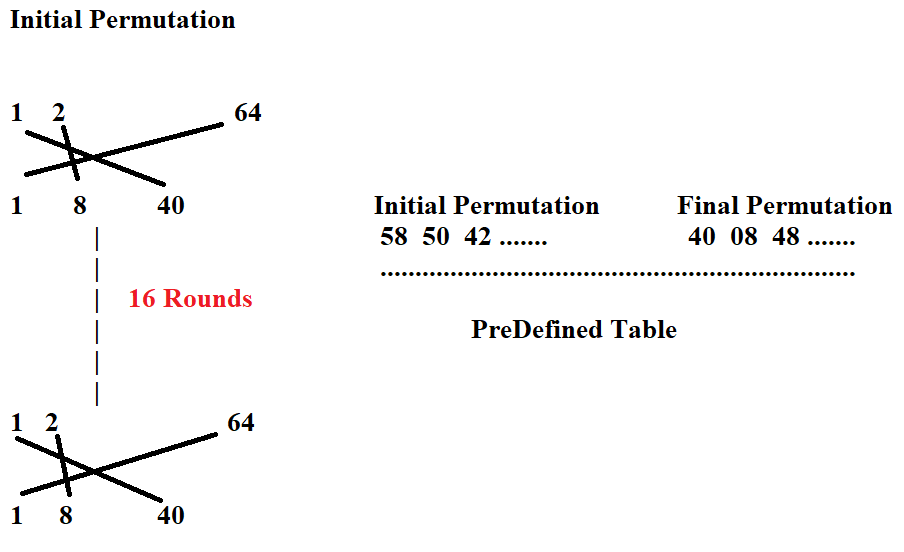 Initial Permutation
1 2 64
1 8 40
Initial Permutation Final Permutation
58 50 42 ....... 40 08 48 .......
....................................................................
16 Rounds
PreDefined Table
1 2 64
1 8 40